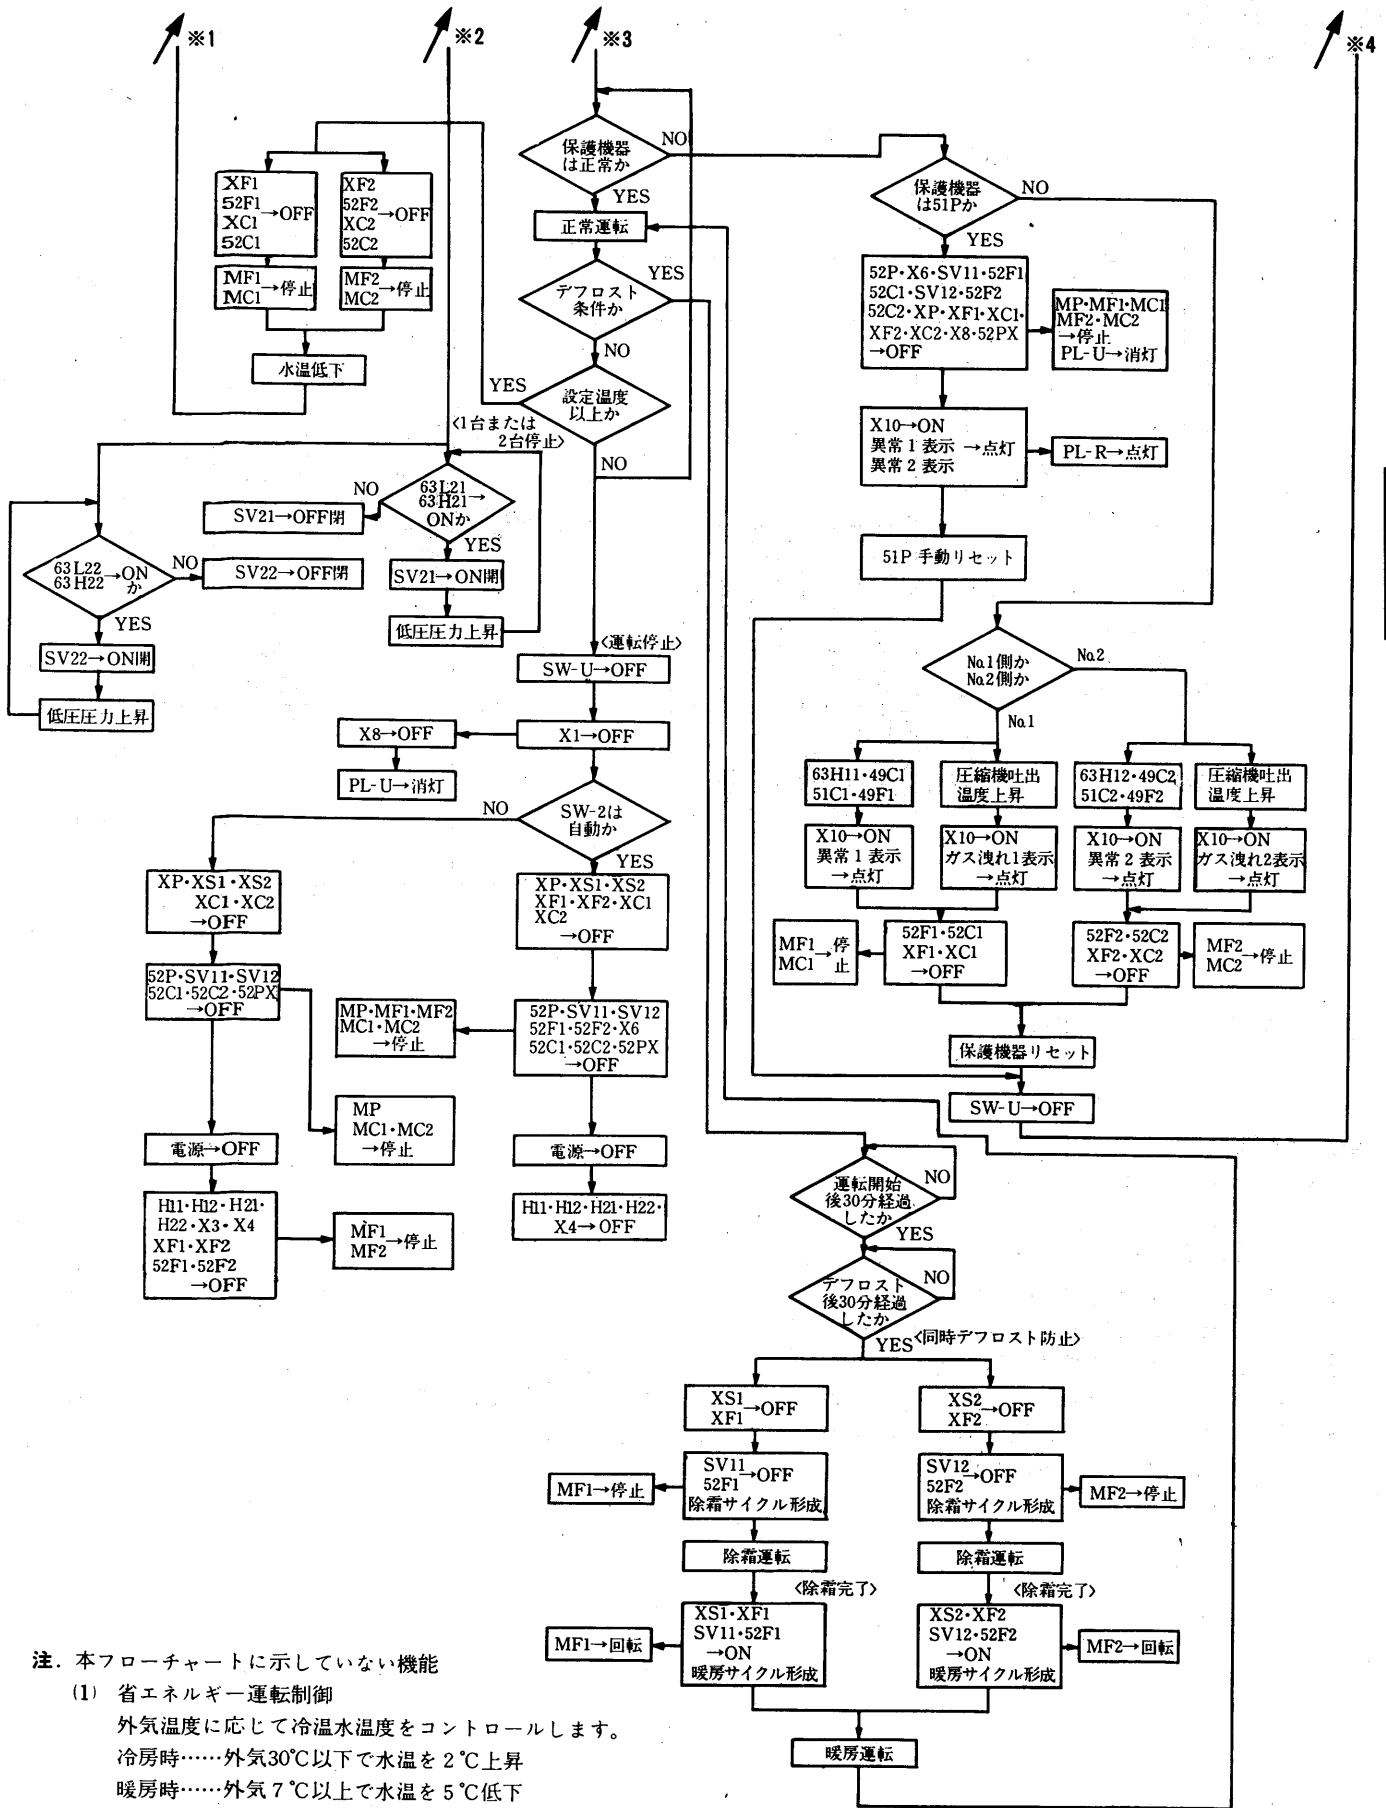 ※1
※2
※3
※4
保護機器
は正常か
NO
YES
正常運転
デフロスト
条件か
YES
NO
設定温度
以上か
YES
NO
〈1台または
2台停止〉
XF1
52F1
→OFF
XC1
52C1
XF2
52F2
→OFF
XC2
52C2
MF1
→停止
MC1
MF2
→停止
MC2
水温低下
63L21
63H21→
ONか
NO
YES
SV21→OFF閉
SV21→ON開
低圧圧力上昇
63L22
63H22→ON
か
NO
YES
SV22→OFF閉
SV22→ON開
低圧圧力上昇
〈運転停止〉
SW-U→OFF
X1→OFF
X8→OFF
PL-U→消灯
SW-2は
自動か
NO
YES
XP・XS1・XS2
XC1・XC2
→OFF
52P・SV11・SV12
52C1・52C2・52PX
→OFF
MP
MC1・MC2
→停止
電源→OFF
H11・H12・H21・
H22・X3・X4
XF1・XF2
52F1・52F2
→OFF
MF1
MF2→停止
XP・XS1・XS2
XF1・XF2・XC1
XC2
→OFF
52P・SV11・SV12
52F1・52F2・X6
52C1・52C2・52PX
→OFF
MP・MF1・MF2
MC1・MC2
→停止
電源→OFF
H11・H12・H21・H22・
X4→OFF
保護機器
は51Pか
NO
YES
52P・X6・SV11・52F1
52C1・SV12・52F2
52C2・XP・XF1・XC1・
XF2・XC2・X8・52PX
→OFF
MP・MF1・MC1
MF2・MC2
→停止
PL-U→消灯
X10→ON
異常1表示→点灯
異常2表示
PL-R→点灯
51P手動リセット
No.1側か
No.2側か
No.2
No.1
63H11・49C1
51C1・49F1
圧縮機吐出
温度上昇
63H12・49C2
51C2・49F2
圧縮機吐出
温度上昇
X10→ON
異常1表示
→点灯
X10→ON
ガス洩れ1表示
→点灯
X10→ON
異常2表示
→点灯
X10→ON
ガス洩れ2表示
→点灯
MF1→停
MC1 止
52F1・52C1
XF1・XC1
→OFF
52F2・52C2
XF2・XC2
→OFF
MF2
MC2→停止
保護機器リセット
SW-U→OFF
運転開始
後30分経過
したか
NO
YES
デフロスト
後30分経過
したか
NO
YES
〈同時デフロスト防止〉
XS1
XF1→OFF
XS2
XF2→OFF
SV11
→OFF
52F1
除霜サイクル形成
MF1→停止
SV12
→OFF
52F2
除霜サイクル形成
MF2→停止
除霜運転
除霜運転
〈除霜完了〉
〈除霜完了〉
XS1・XF1
SV11・52F1
→ON
暖房サイクル形成
MF1→回転
XS2・XF2
SV12・52F2
→ON
暖房サイクル形成
MF2→回転
暖房運転
注. 本フローチャートに示していない機能
(1) 省エネルギー運転制御
外気温度に応じて冷温水温度をコントロールします。
冷房時……外気30℃以下で水温を2℃上昇
暖房時……外気7℃以上で水温を5℃低下